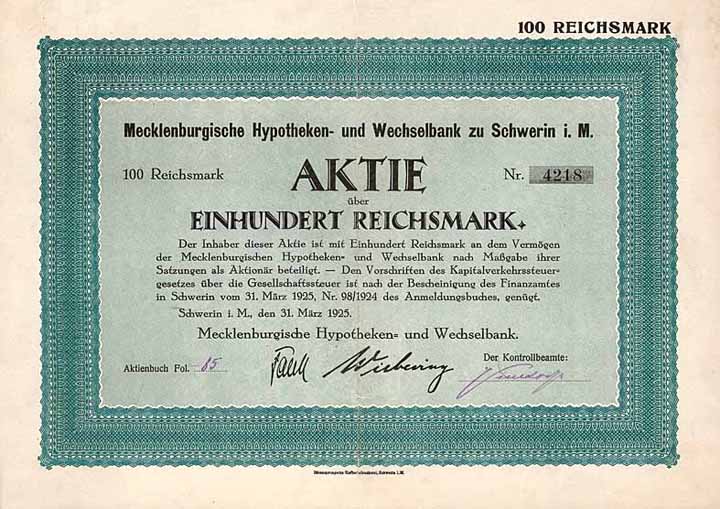 100 REICHSMARK
Mecklenburgische Hypotheken- und Wechselbank zu Schwerin i. M.
100 Reichsmark AKTIE Nr. 4218
über
EINHUNDERT REICHSMARK.
Der Inhaber dieser Aktie ist mit Einhundert Reichsmark an dem Vermögen
der Mecklenburgischen Hypotheken- und Wechselbank nach Maßgabe ihrer
Satzungen als Aktionär beteiligt. — Den Vorschriften des Kapitalverkehrssteuer-
gesetzes über die Gesellschaftssteuer ist nach der Bescheinigung des Finanzamtes
in Schwerin vom 31. März 1925, Nr. 98/1924 des Anmeldungsbuches, genügt.
Schwerin i. M., den 31. März 1925.
Mecklenburgische Hypotheken- und Wechselbank.
Aktienbuch Fol. 85 Der Kontrollbeamte:
Schwerin i. M.